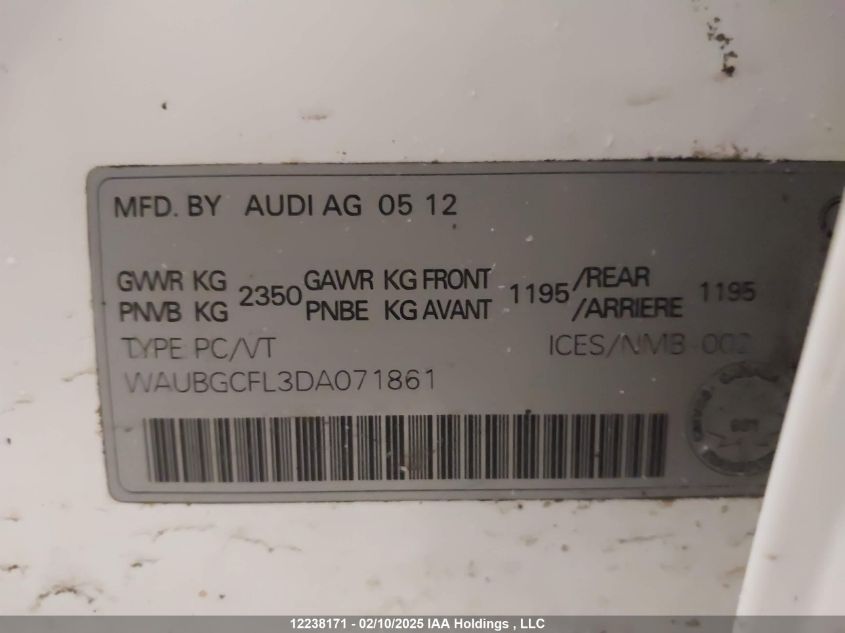 MFD. BY AUDI AG 05 12
GVWR KG 2350 GAWR KG FRONT 1195 /REAR 1195
PNVB KG PNBE KG AVANT /ARRIERE
TYPE PC/VT ICES/NMB-002
WAUBGCFL3DA071861
12238171 - 02/10/2025 IAA Holdings , LLC